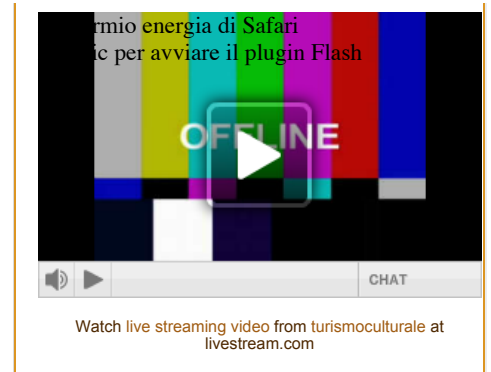 rmio energia di Safari
ic per avviare il plugin Flash
OFFLINE
CHAT
Watch live streaming video from turismoculturale at
livestream.com